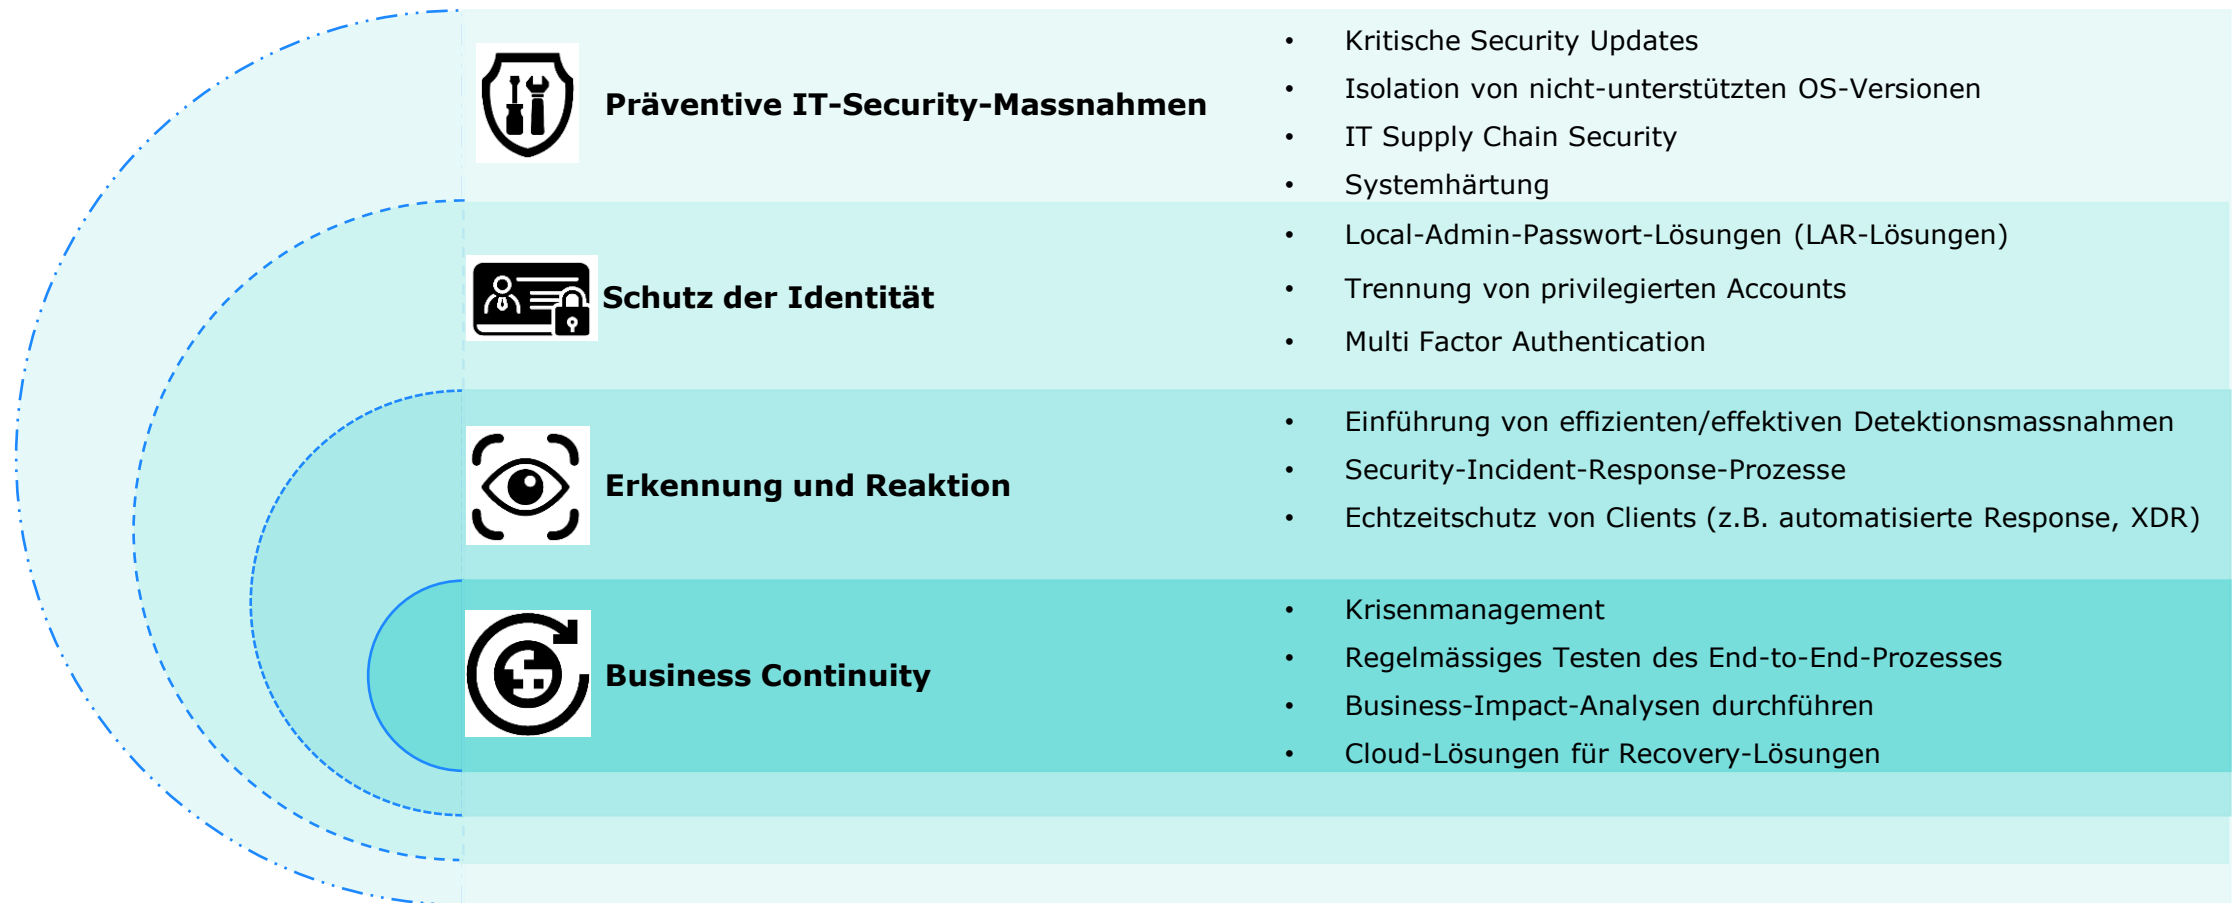 Präventive IT-Security-Massnahmen
• Kritische Security Updates
• Isolation von nicht-unterstützten OS-Versionen
• IT Supply Chain Security
• Systemhärtung
Schutz der Identität
• Local-Admin-Passwort-Lösungen (LAR-Lösungen)
• Trennung von privilegierten Accounts
• Multi Factor Authentication
Erkennung und Reaktion
• Einführung von effizienten/effektiven Detektionsmassnahmen
• Security-Incident-Response-Prozesse
• Echtzeitschutz von Clients (z.B. automatisierte Response, XDR)
Business Continuity
• Krisenmanagement
• Regelmässiges Testen des End-to-End-Prozesses
• Business-Impact-Analysen durchführen
• Cloud-Lösungen für Recovery-Lösungen